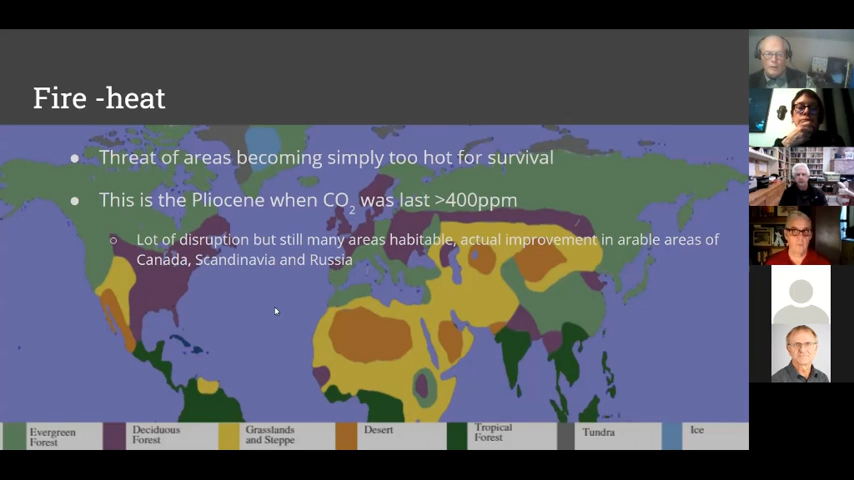 Fire -heat
● Threat of areas becoming simply too hot for survival
● This is the Pliocene when CO2 was last >400ppm
○ Lot of disruption but still many areas habitable, actual improvement in arable areas of
Canada, Scandinavia and Russia
Evergreen
Forest
Deciduous
Forest
Grasslands
and Steppe
Desert
Tropical
Forest
Tundra
Ice